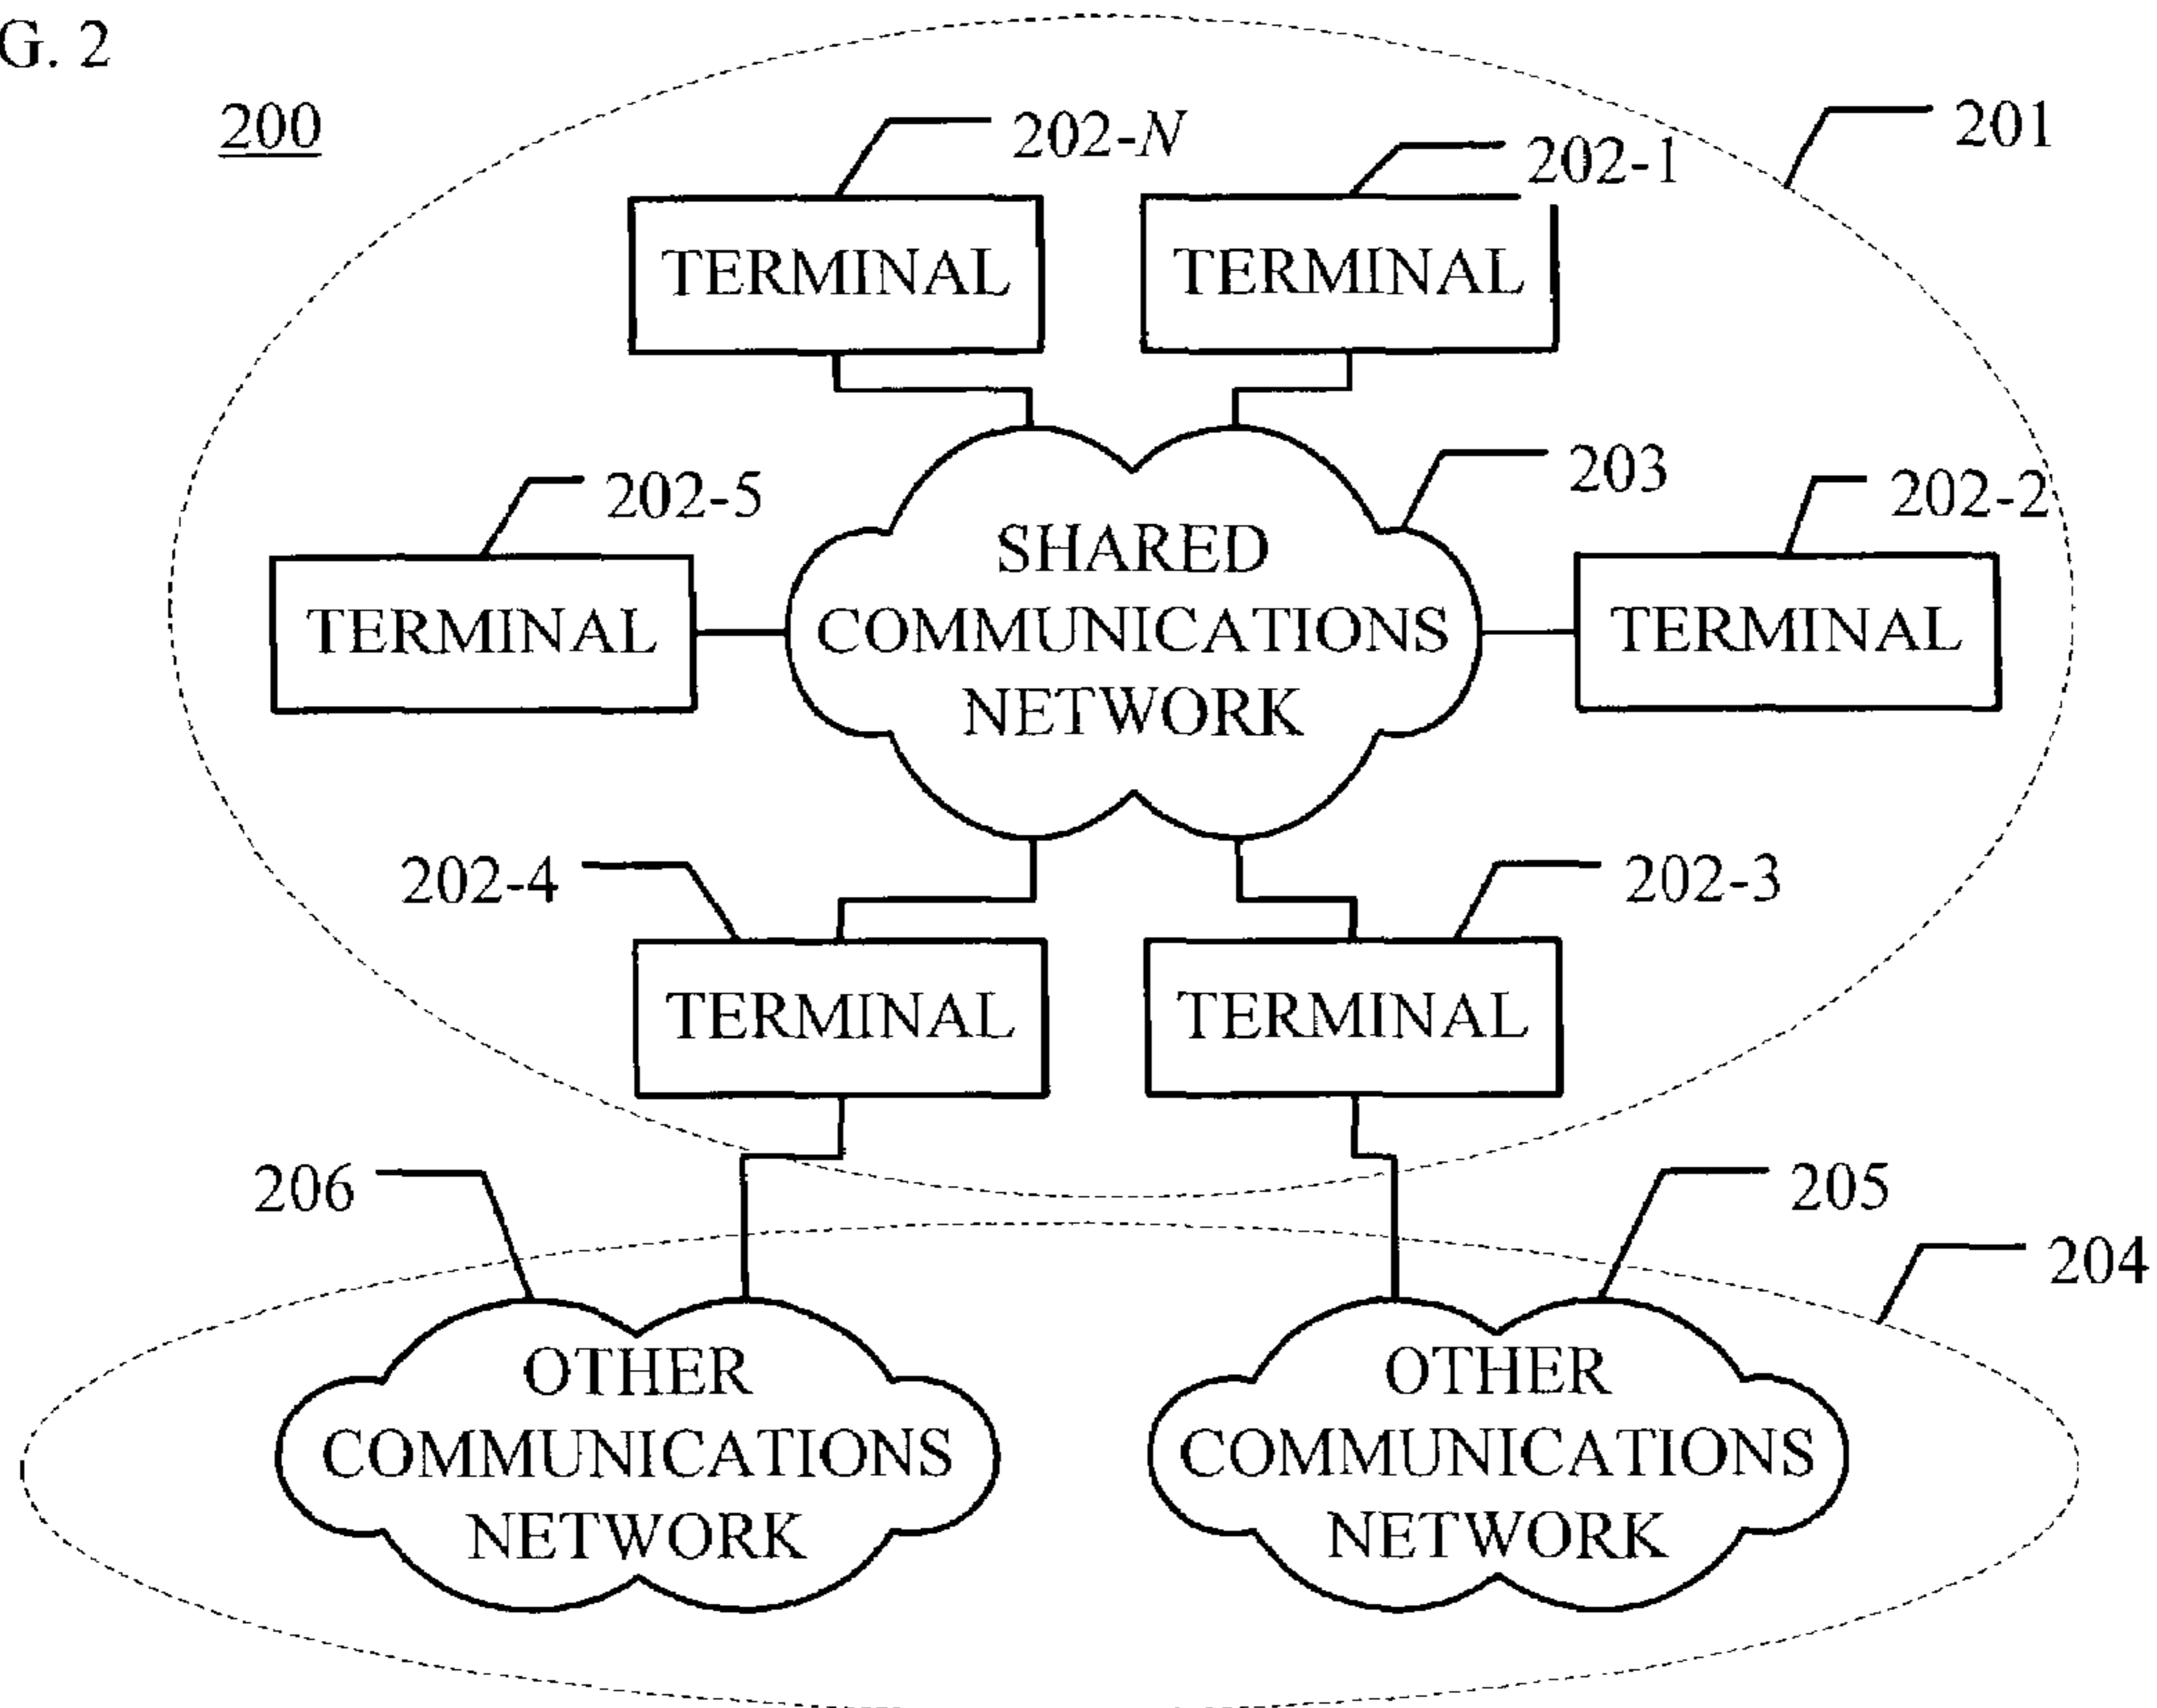 G. 2
200
201
202-N
202-1
TERMINAL
TERMINAL
203
202-5
202-2
SHARED
COMMUNICATIONS
NETWORK
TERMINAL
TERMINAL
202-4
202-3
TERMINAL
TERMINAL
206
205
204
OTHER
COMMUNICATIONS
NETWORK
OTHER
COMMUNICATIONS
NETWORK